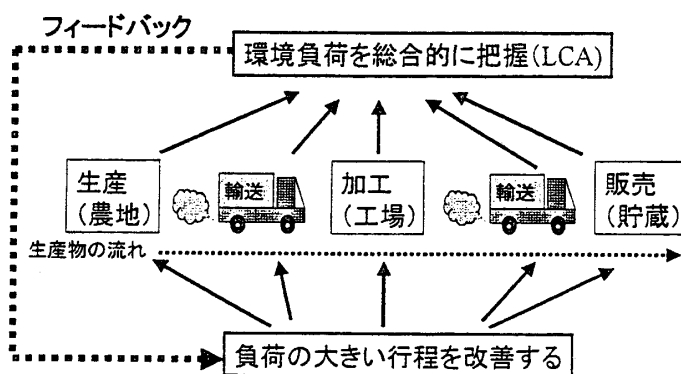 フィードバック
環境負荷を総合的に把握(LCA)
生産
(農地)
輸送
加工
(工場)
輸送
販売
(貯蔵)
生産物の流れ
負荷の大きい行程を改善する